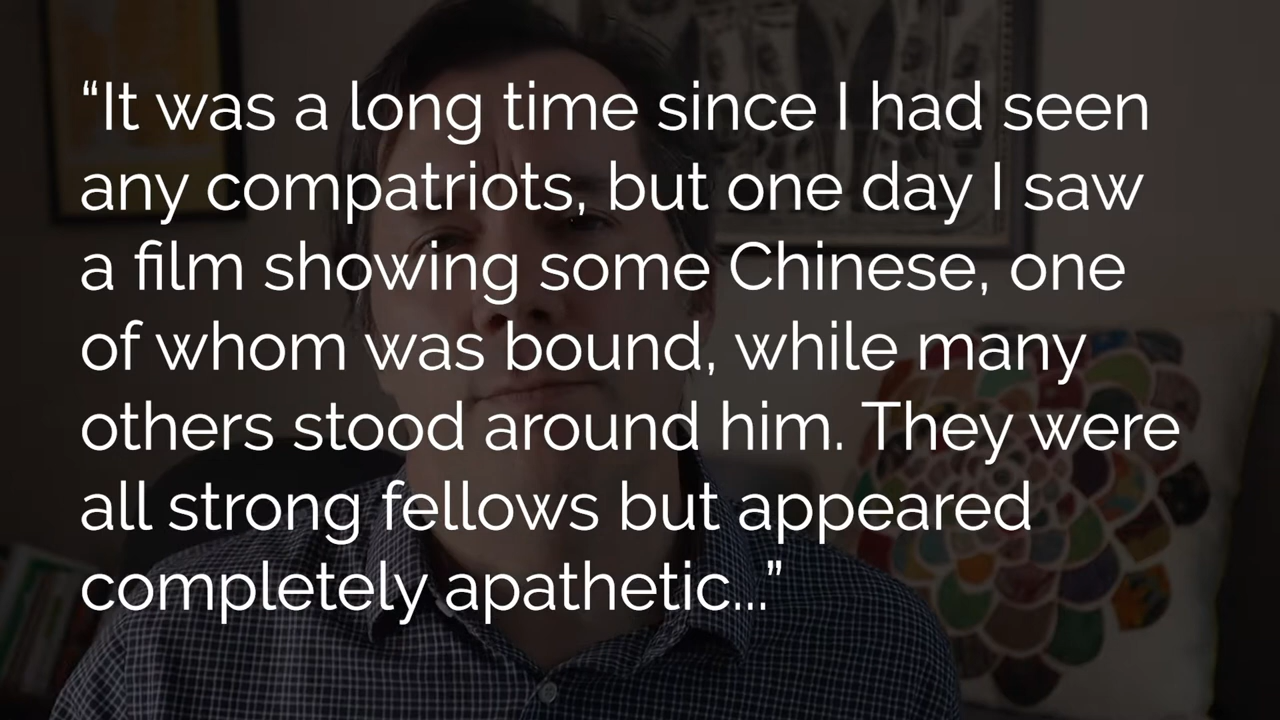 “It was a long time since I had seen
any compatriots, but one day I saw
a film showing some Chinese, one
of whom was bound, while many
others stood around him. They were
all strong fellows but appeared
completely apathetic...”